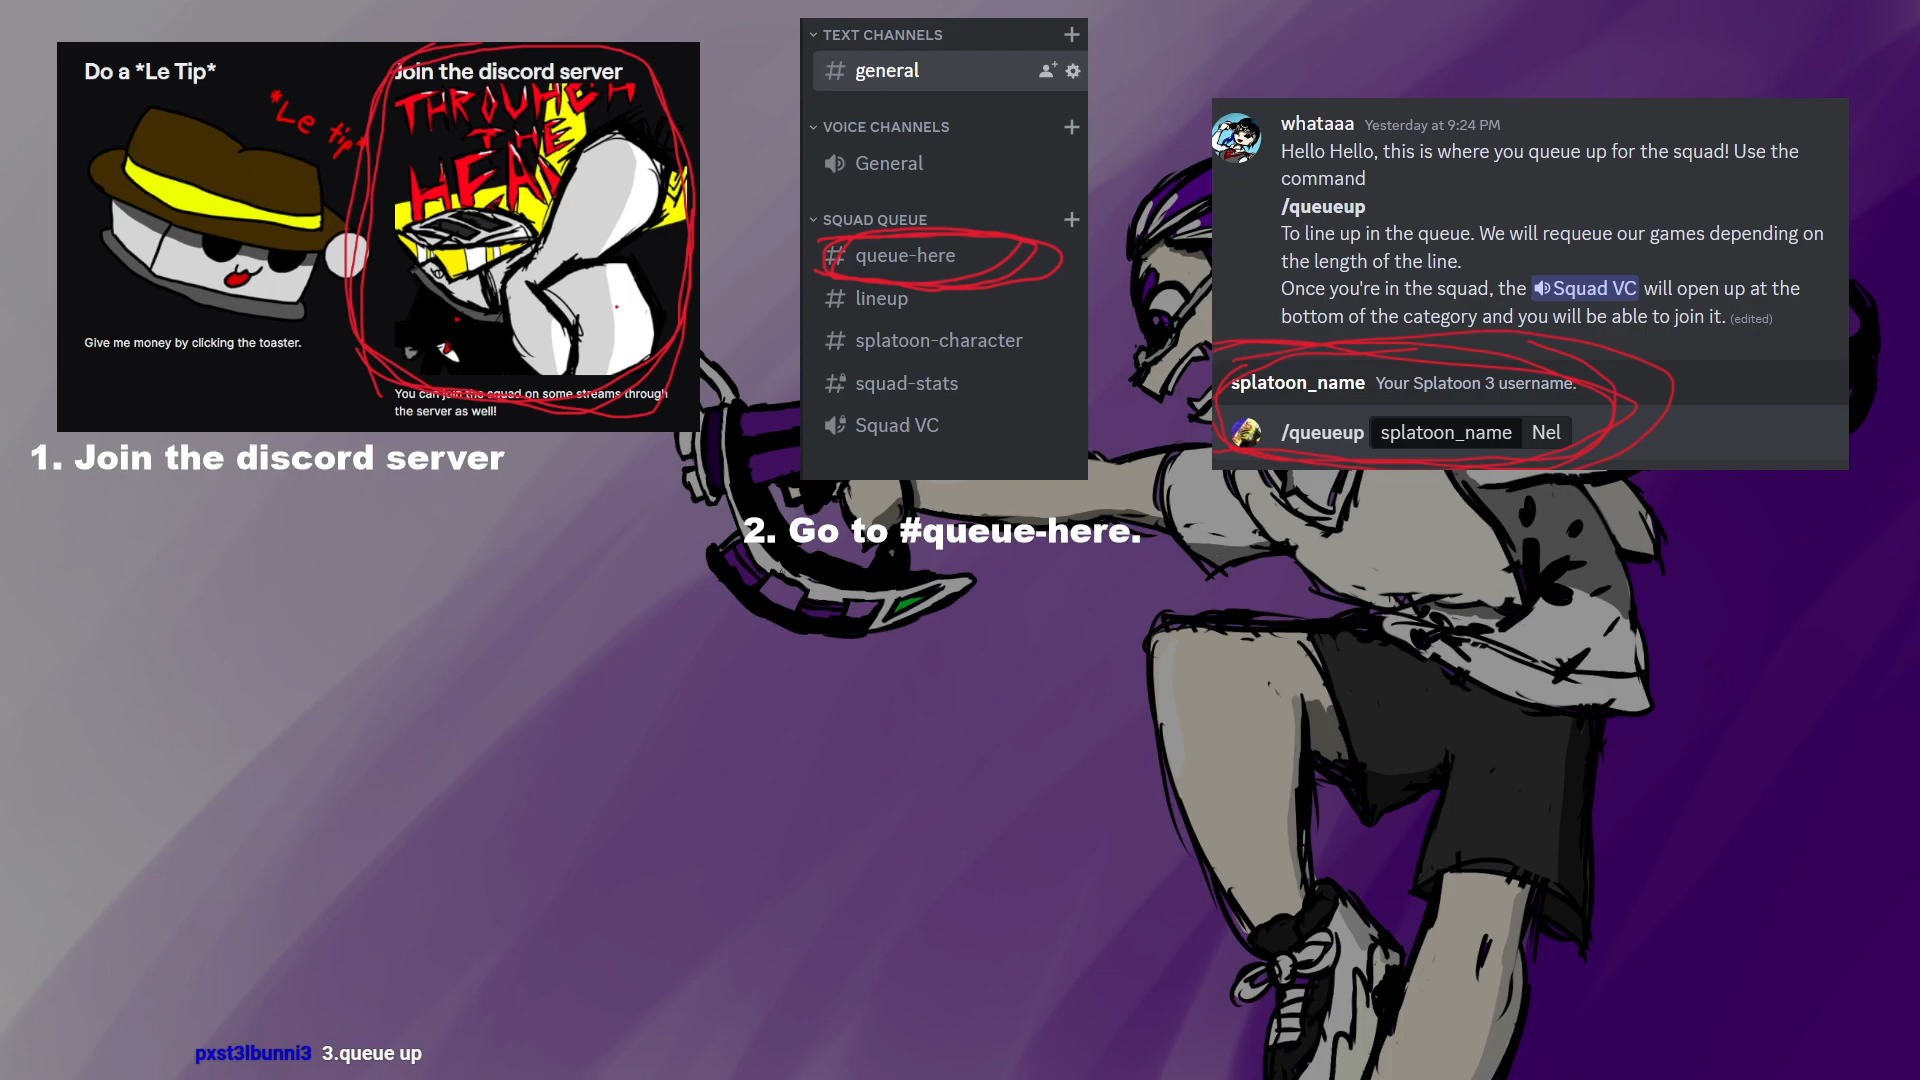 Do a *Le Tip*
*Le tip*
Give me money by clicking the toaster.
Join the discord server
THROUGH
THE
HEAV
You can join the squad on some streams through
the server as well!
1. Join the discord server
TEXT CHANNELS
general
VOICE CHANNELS
General
SQUAD QUEUE
queue-here
lineup
splatoon-character
squad-stats
Squad VC
2. Go to #queue-here.
whataaa Yesterday at 9:24 PM
Hello Hello, this is where you queue up for the squad! Use the
command
/queueup
To line up in the queue. We will requeue our games depending on
the length of the line.
Once you're in the squad, the Squad VC will open up at the
bottom of the category and you will be able to join it. (edited)
splatoon_name Your Splatoon 3 username.
/queueup splatoon_name Nel
pxst3lbunni3 3.queue up